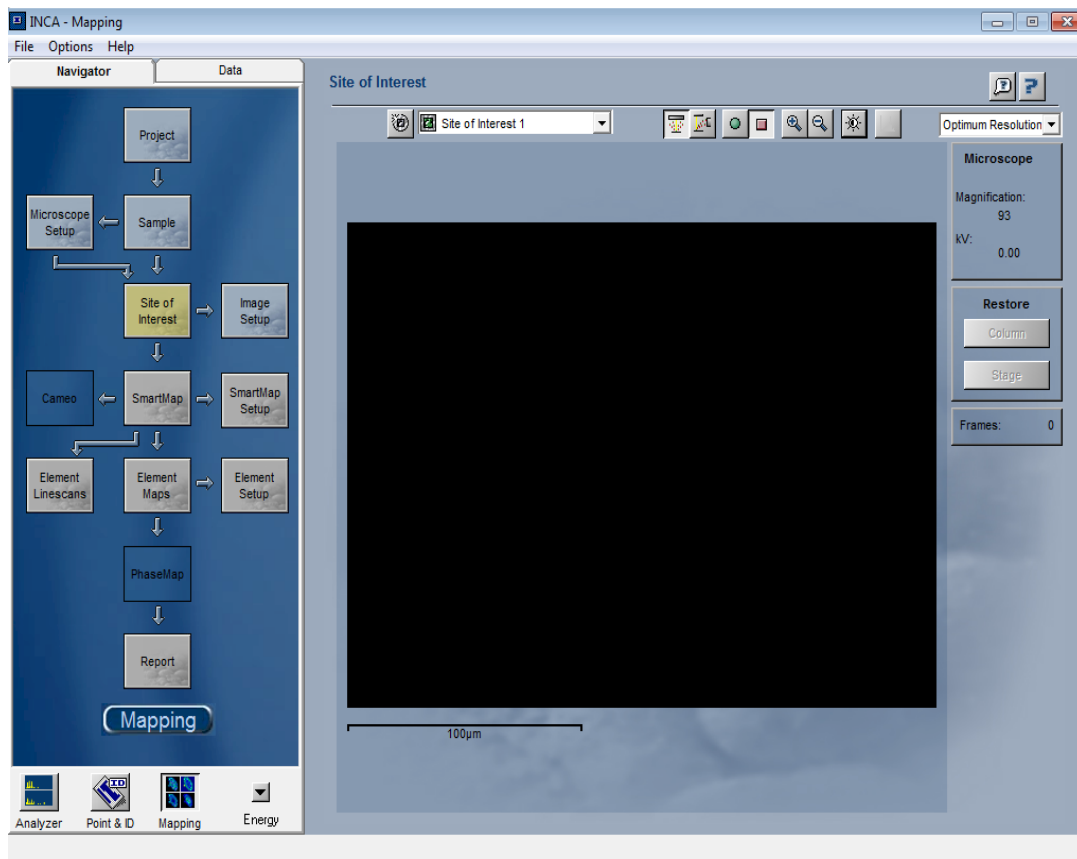 INCA - Mapping
File Options Help
Navigator Data
Project
Microscope
Setup
Sample
Site of
Interest
Image
Setup
Cameo
SmartMap
SmartMap
Setup
Element
Linescans
Element
Maps
Element
Setup
PhaseMap
Report
Mapping
Analyzer
ID
Point & ID
Mapping
Energy
Site of Interest
Site of Interest 1
Optimum Resolution
Microscope
Magnification:
93
kV:
0.00
Restore
Column
Stage
Frames: 0
100µm